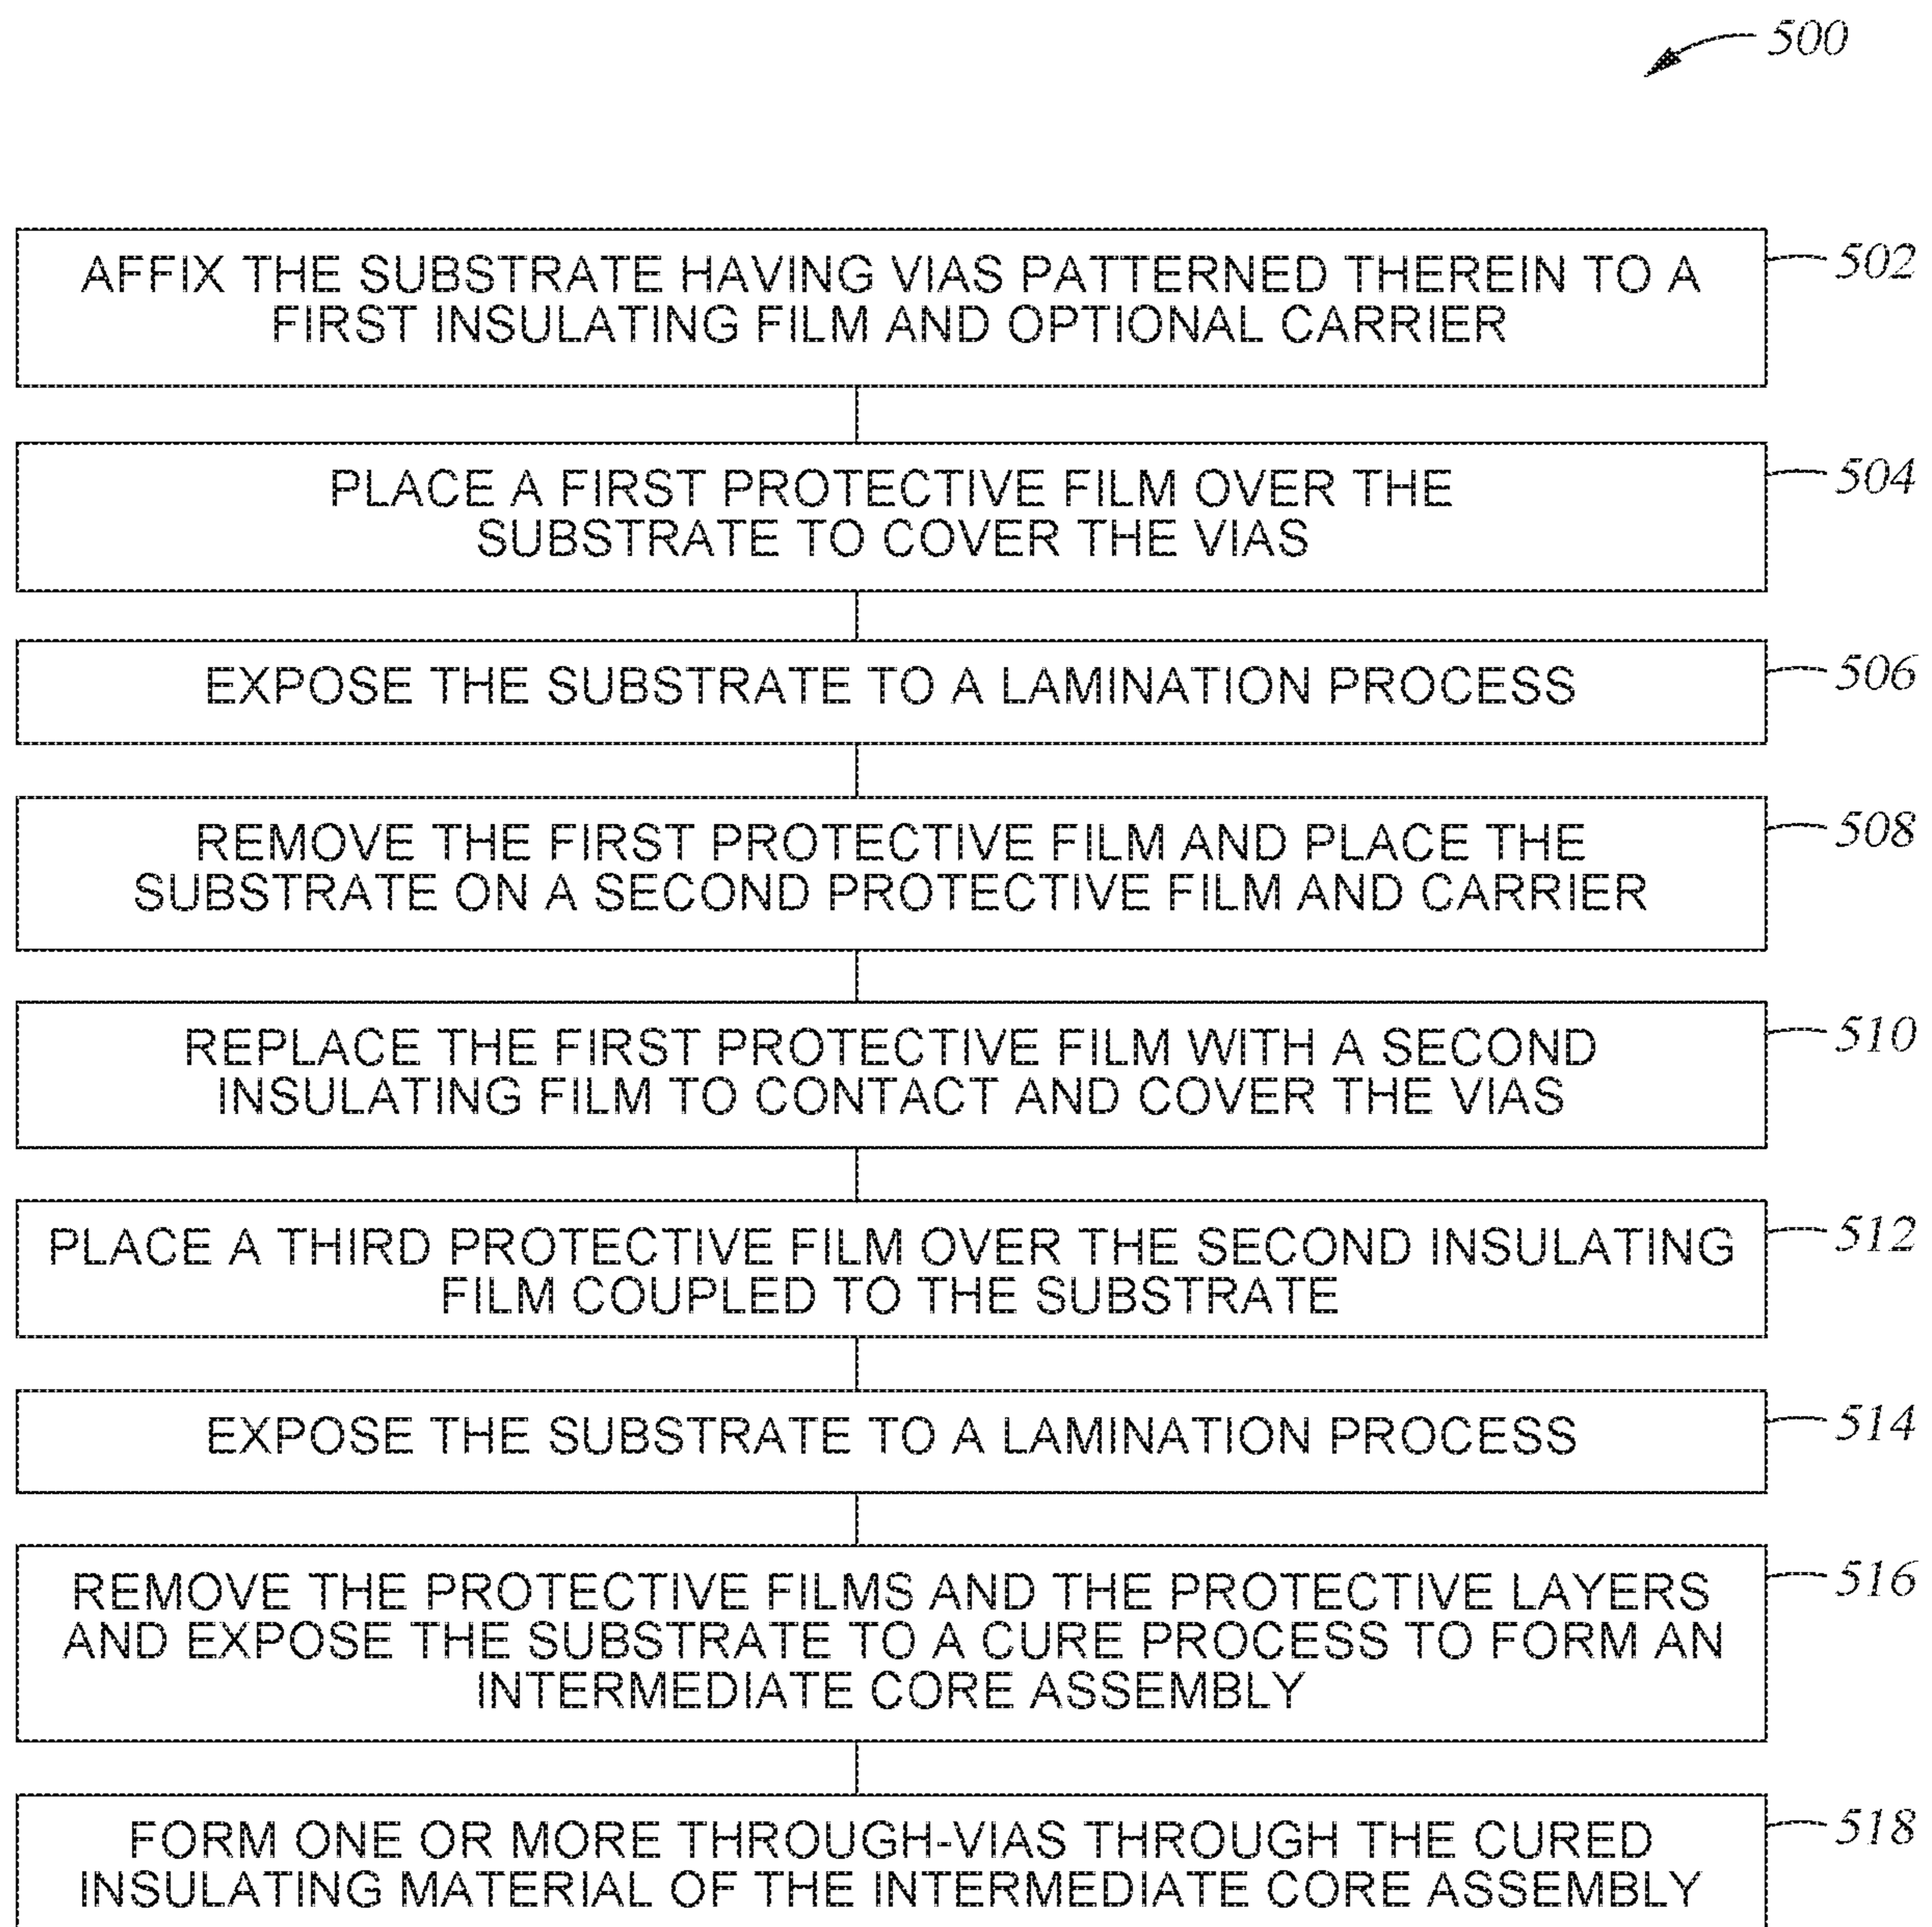 500
AFFIX THE SUBSTRATE HAVING VIAS PATTERNED THEREIN TO A
FIRST INSULATING FILM AND OPTIONAL CARRIER
502
PLACE A FIRST PROTECTIVE FILM OVER THE
SUBSTRATE TO COVER THE VIAS
504
EXPOSE THE SUBSTRATE TO A LAMINATION PROCESS
506
REMOVE THE FIRST PROTECTIVE FILM AND PLACE THE
SUBSTRATE ON A SECOND PROTECTIVE FILM AND CARRIER
508
REPLACE THE FIRST PROTECTIVE FILM WITH A SECOND
INSULATING FILM TO CONTACT AND COVER THE VIAS
510
PLACE A THIRD PROTECTIVE FILM OVER THE SECOND INSULATING
FILM COUPLED TO THE SUBSTRATE
512
EXPOSE THE SUBSTRATE TO A LAMINATION PROCESS
514
REMOVE THE PROTECTIVE FILMS AND THE PROTECTIVE LAYERS
AND EXPOSE THE SUBSTRATE TO A CURE PROCESS TO FORM AN
INTERMEDIATE CORE ASSEMBLY
516
FORM ONE OR MORE THROUGH-VIAS THROUGH THE CURED
INSULATING MATERIAL OF THE INTERMEDIATE CORE ASSEMBLY
518